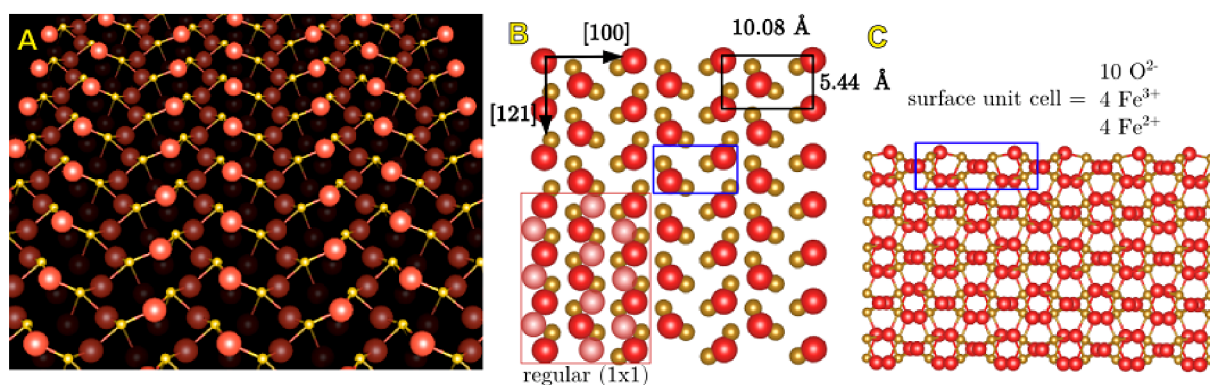 A
B
[100]
[121]
10.08 Å
5.44 Å
regular (1x1)
C
surface unit cell =
10 O²⁻
4 Fe³⁺
4 Fe²⁺